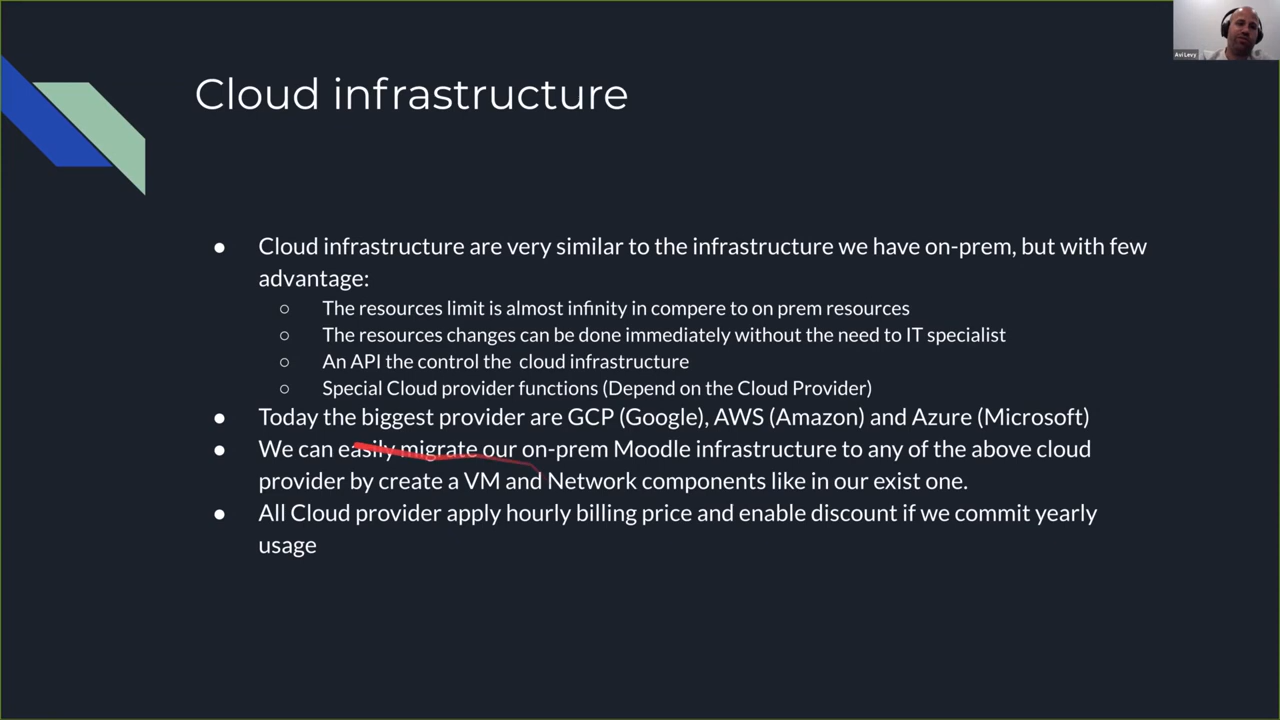 Avi Levy
Cloud infrastructure
● Cloud infrastructure are very similar to the infrastructure we have on-prem, but with few
advantage:
○ The resources limit is almost infinity in compere to on prem resources
○ The resources changes can be done immediately without the need to IT specialist
○ An API the control the cloud infrastructure
○ Special Cloud provider functions (Depend on the Cloud Provider)
● Today the biggest provider are GCP (Google), AWS (Amazon) and Azure (Microsoft)
● We can easily migrate our on-prem Moodle infrastructure to any of the above cloud
provider by create a VM and Network components like in our exist one.
● All Cloud provider apply hourly billing price and enable discount if we commit yearly
usage